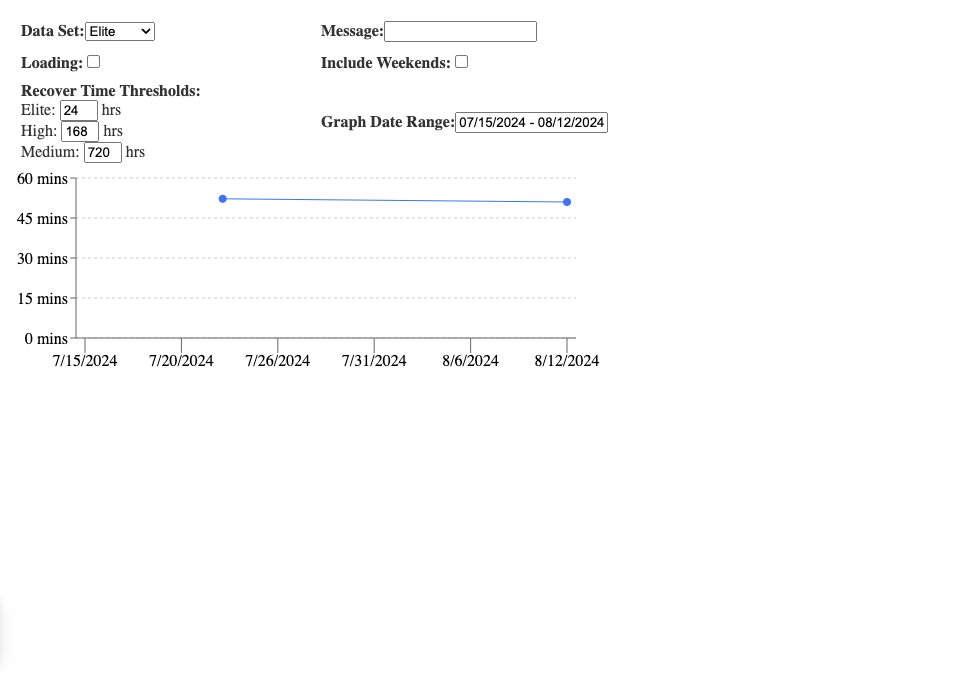 Data Set: Elite
Message:
Loading:
Include Weekends:
Recover Time Thresholds:
Elite: 24 hrs
High: 168 hrs
Medium: 720 hrs
Graph Date Range: 07/15/2024 - 08/12/2024
60 mins
45 mins
30 mins
15 mins
0 mins
7/15/2024 7/20/2024 7/26/2024 7/31/2024 8/6/2024 8/12/2024